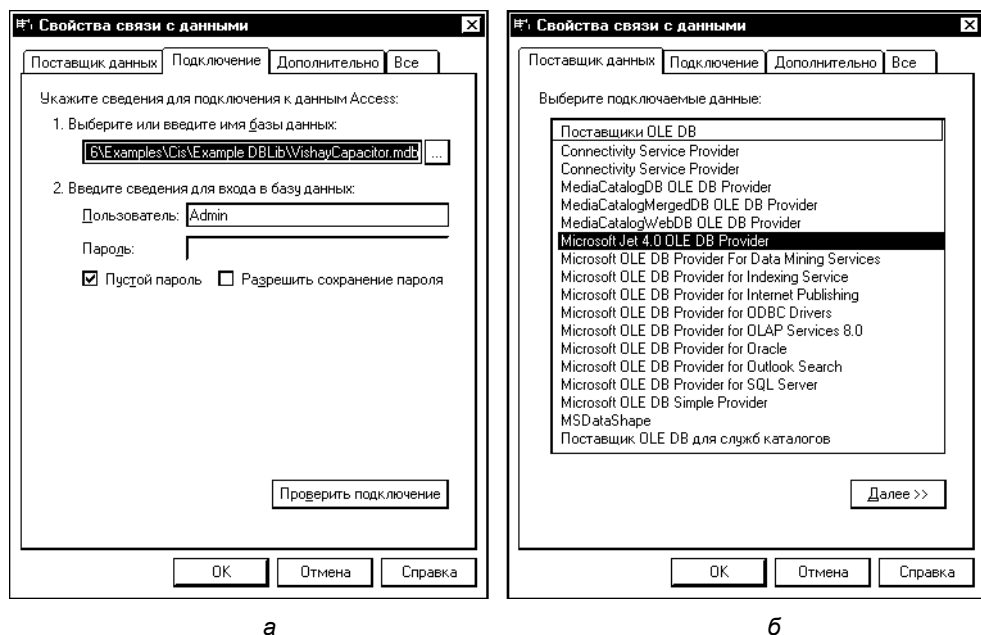 Свойства связи с данными
Поставщик данных Подключение Дополнительно Все
Укажите сведения для подключения к данным Access:
1. Выберите или введите имя базы данных:
6\Examples\Cis\Example DBLib\VishayCapacitor.mdb ...
2. Введите сведения для входа в базу данных:
Пользователь: Admin
Пароль:
Пустой пароль Разрешить сохранение пароля
Проверить подключение
OK Отмена Справка
а
Свойства связи с данными
Поставщик данных Подключение Дополнительно Все
Выберите подключаемые данные:
Поставщики OLE DB
Connectivity Service Provider
Connectivity Service Provider
MediaCatalogDB OLE DB Provider
MediaCatalogMergedDB OLE DB Provider
MediaCatalogWebDB OLE DB Provider
Microsoft Jet 4.0 OLE DB Provider
Microsoft OLE DB Provider For Data Mining Services
Microsoft OLE DB Provider for Indexing Service
Microsoft OLE DB Provider for Internet Publishing
Microsoft OLE DB Provider for ODBC Drivers
Microsoft OLE DB Provider for OLAP Services 8.0
Microsoft OLE DB Provider for Oracle
Microsoft OLE DB Provider for Outlook Search
Microsoft OLE DB Provider for SQL Server
Microsoft OLE DB Simple Provider
MSDataShape
Поставщик OLE DB для служб каталогов
Далее >>
OK Отмена Справка
б